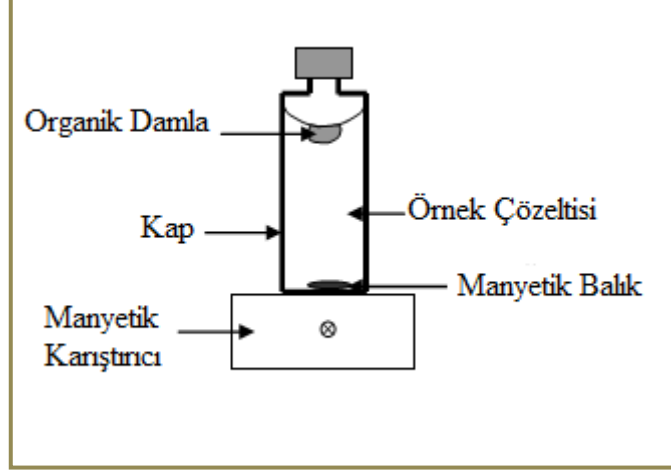 Organik Damla
Örnek Çözeltisi
Kap
Manyetik Balık
Manyetik
Karıştırıcı